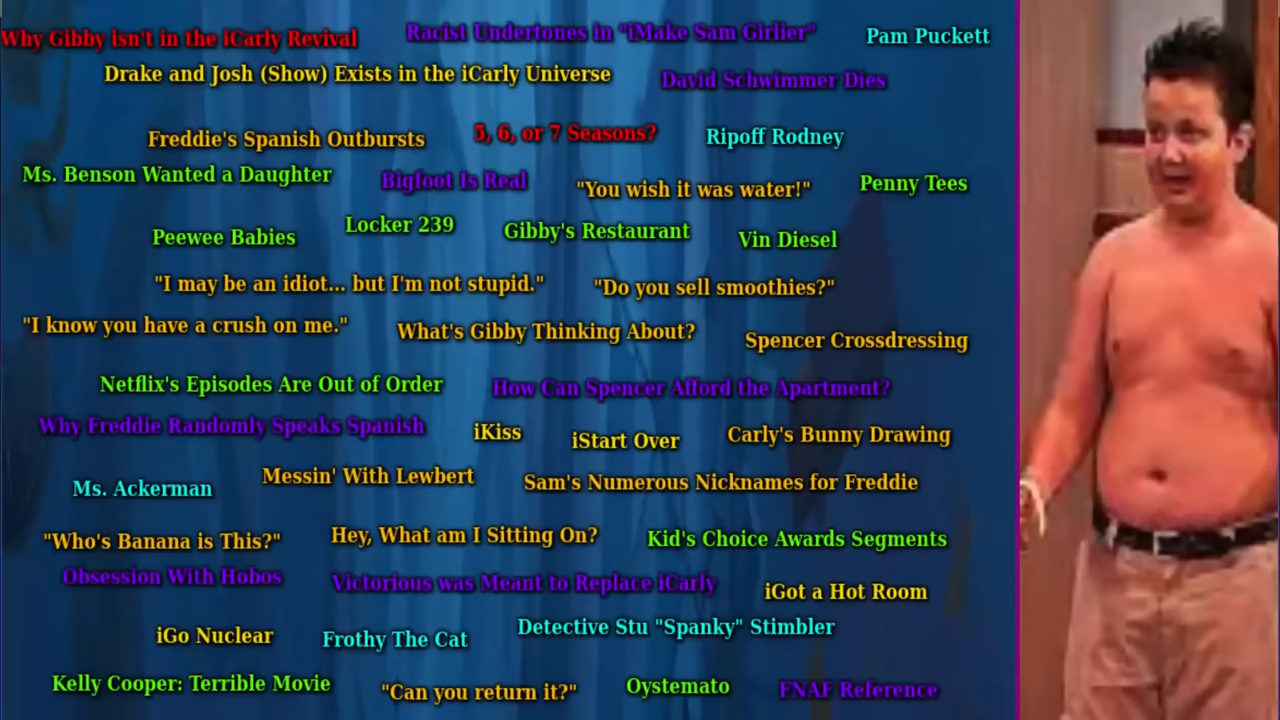 Why Gibby isn't in the iCarly Revival
Racist Undertones in "iMake Sam Girlier"
Pam Puckett
Drake and Josh (Show) Exists in the iCarly Universe
David Schwimmer Dies
Freddie's Spanish Outbursts
5, 6, or 7 Seasons?
Ripoff Rodney
Ms. Benson Wanted a Daughter
Bigfoot Is Real
"You wish it was water!"
Penny Tees
Peewee Babies
Locker 239
Gibby's Restaurant
Vin Diesel
"I may be an idiot... but I'm not stupid."
"Do you sell smoothies?"
"I know you have a crush on me."
What's Gibby Thinking About?
Spencer Crossdressing
Netflix's Episodes Are Out of Order
How Can Spencer Afford the Apartment?
Why Freddie Randomly Speaks Spanish
iKiss
iStart Over
Carly's Bunny Drawing
Ms. Ackerman
Messin' With Lewbert
Sam's Numerous Nicknames for Freddie
"Who's Banana is This?"
Hey, What am I Sitting On?
Kid's Choice Awards Segments
Obsession With Hobos
Victorious was Meant to Replace iCarly
iGot a Hot Room
iGo Nuclear
Frothy The Cat
Detective Stu "Spanky" Stimbler
Kelly Cooper: Terrible Movie
"Can you return it?"
Oystemato
FNAF Reference